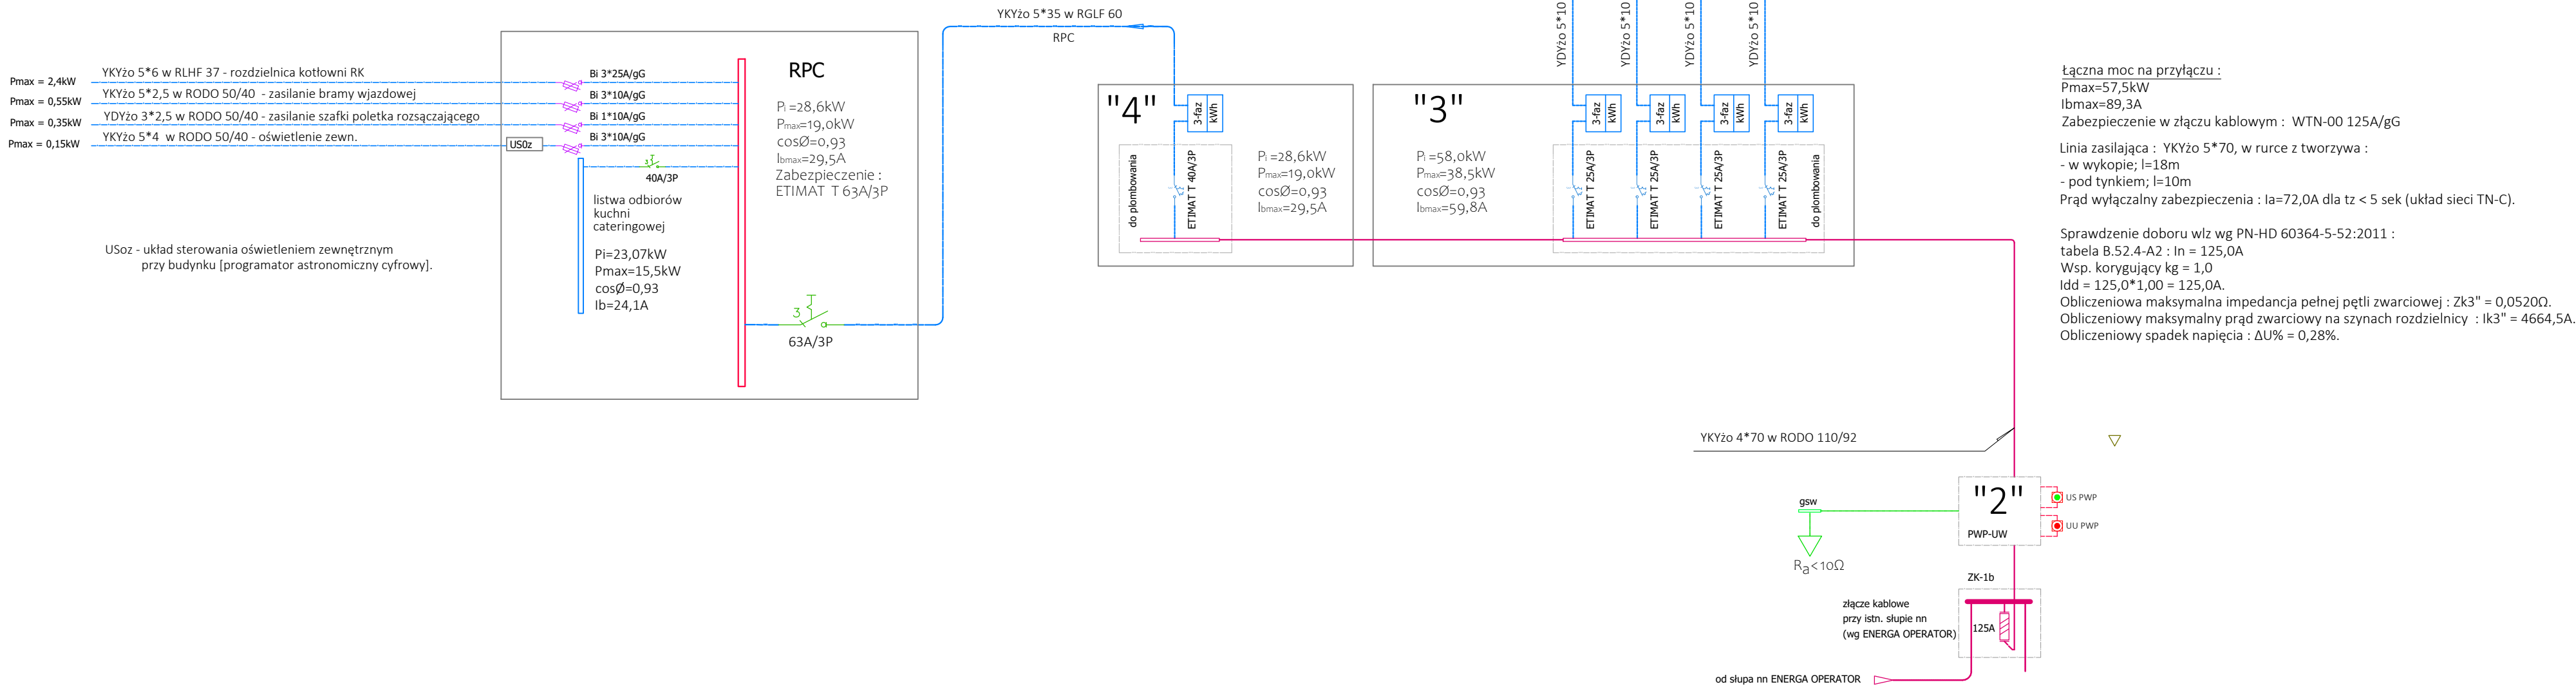 YKYżo 5*35 w RGLF 60
RPC
Pmax = 2,4kW
YKYżo 5*6 w RLHF 37 - rozdzielnica kotłowni RK
Bi 3*25A/gG
Pmax = 0,55kW
YKYżo 5*2,5 w RODO 50/40 - zasilanie bramy wjazdowej
Bi 3*10A/gG
Pmax = 0,35kW
YDYżo 3*2,5 w RODO 50/40 - zasilanie szafki poletka rozsączającego
Bi 1*10A/gG
Pmax = 0,15kW
YKYżo 5*4 w RODO 50/40 - oświetlenie zewn.
US0z
Bi 3*10A/gG
3
40A/3P
listwa odbiorów
kuchni
cateringowej
Pi=23,07kW
Pmax=15,5kW
cosØ=0,93
Ib=24,1A
RPC
Pi =28,6kW
Pmax=19,0kW
cosØ=0,93
Ibmax=29,5A
Zabezpieczenie :
ETIMAT T 63A/3P
3
63A/3P
USoz - układ sterowania oświetleniem zewnętrznym
przy budynku [programator astronomiczny cyfrowy].
"4"
3-faz
kWh
do plombowania
ETIMAT T 40A/3P
Pi =28,6kW
Pmax=19,0kW
cosØ=0,93
Ibmax=29,5A
YDYżo 5*10
YDYżo 5*10
YDYżo 5*10
YDYżo 5*10
"3"
3-faz
kWh
3-faz
kWh
3-faz
kWh
3-faz
kWh
Pi =58,0kW
Pmax=38,5kW
cosØ=0,93
Ibmax=59,8A
ETIMAT T 25A/3P
ETIMAT T 25A/3P
ETIMAT T 25A/3P
ETIMAT T 25A/3P
do plombowania
Łączna moc na przyłączu :
Pmax=57,5kW
Ibmax=89,3A
Zabezpieczenie w złączu kablowym : WTN-00 125A/gG
Linia zasilająca : YKYżo 5*70, w rurce z tworzywa :
- w wykopie; l=18m
- pod tynkiem; l=10m
Prąd wyłączalny zabezpieczenia : Ia=72,0A dla tz < 5 sek (układ sieci TN-C).
Sprawdzenie doboru wlz wg PN-HD 60364-5-52:2011 :
tabela B.52.4-A2 : In = 125,0A
Wsp. korygujący kg = 1,0
Idd = 125,0*1,00 = 125,0A.
Obliczeniowa maksymalna impedancja pełnej pętli zwarciowej : Zk3" = 0,0520Ω.
Obliczeniowy maksymalny prąd zwarciowy na szynach rozdzielnicy : Ik3" = 4664,5A.
Obliczeniowy spadek napięcia : ΔU% = 0,28%.
YKYżo 4*70 w RODO 110/92
gsw
Ra<10Ω
"2"
PWP-UW
US PWP
UU PWP
ZK-1b
złącze kablowe
przy istn. słupie nn
(wg ENERGA OPERATOR)
125A
od słupa nn ENERGA OPERATOR